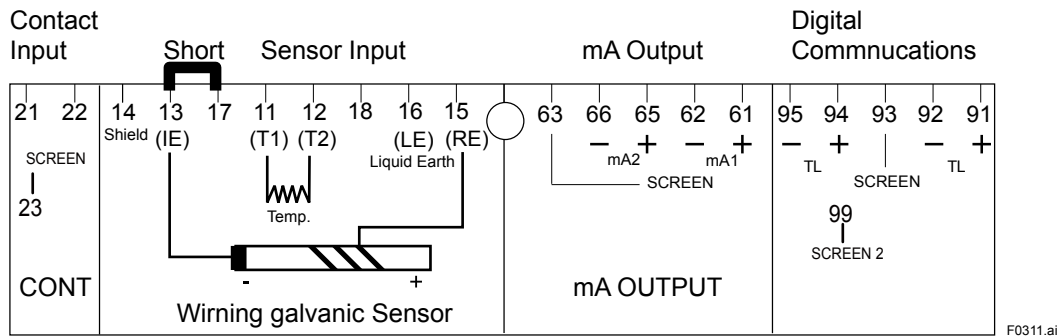 Contact Input
Short
Sensor Input
mA Output
Digital Commnucations
21 22 14 13 17 11 12 18 16 15 63 66 65 62 61 95 94 93 92 91
Shield (IE) (T1) (T2) (LE) (RE)
Liquid Earth
− + − + − + − +
mA2 mA1
TL TL
SCREEN
SCREEN
SCREEN
23
Temp.
99
SCREEN 2
- +
CONT
Wirning galvanic Sensor
mA OUTPUT
F0311.ai